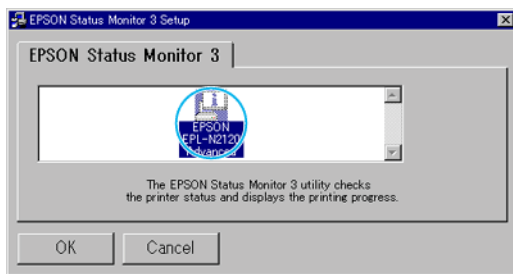 EPSON Status Monitor 3 Setup
EPSON Status Monitor 3
EPSON
EPL-N2120
Advanced
The EPSON Status Monitor 3 utility checks
the printer status and displays the printing progress.
OK
Cancel